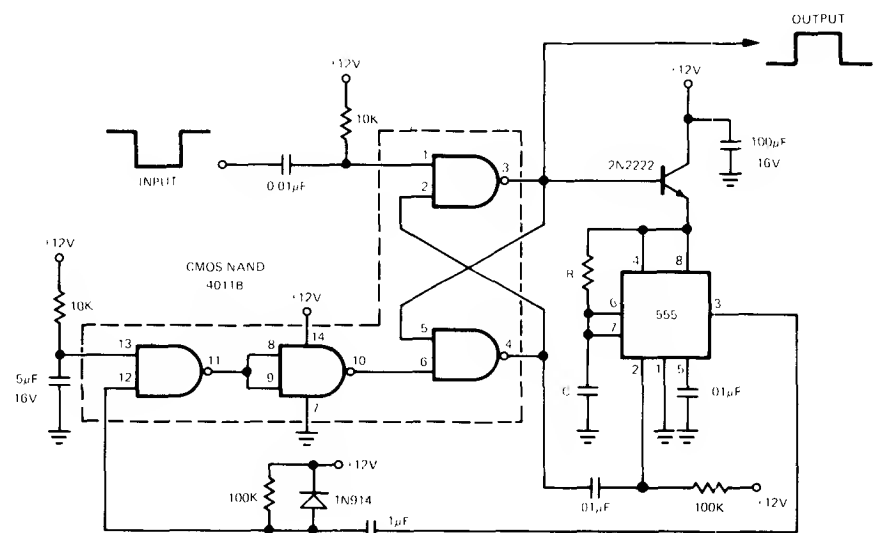 OUTPUT
+12V
+12V
10K
100µF
16V
2N2222
INPUT
0.01µF
1
2
3
+12V
CMOS NAND
4011B
+12V
10K
14
R
4
8
6
7
555
3
13
12
11
8
9
10
7
5
6
4
5µF
16V
C
2
1
5
.01µF
+12V
100K
1N914
1µF
.01µF
100K
+12V